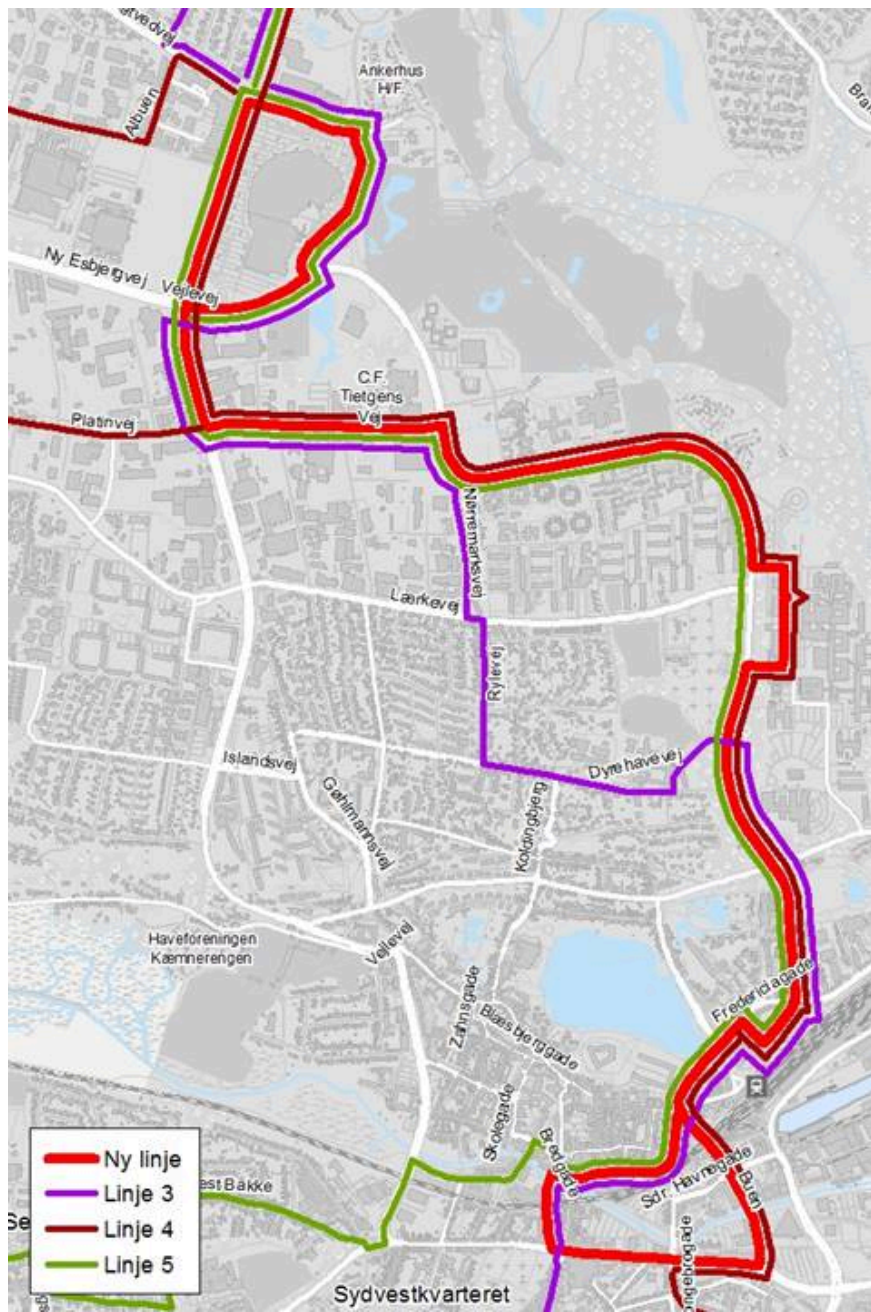 Ankerhus
H/F.
Albuen
Ny Esbjergvej
Vejlevej
C.F.
Tietgens
Vej
Platinvej
Nørremarksvej
Lærkevej
Rylevej
Islandsvej
Gøhlmannsvej
Dyrehavevej
Koldingbjerg
Haveforeningen
Kæmnerengen
Vejlevej
Zahnsgade
Blæsbjerggade
Fredericiagade
Skolegade
Bredgade
Sdr. Havnegade
Buen
Sydvestkvarteret
Ny linje
Linje 3
Linje 4
Linje 5